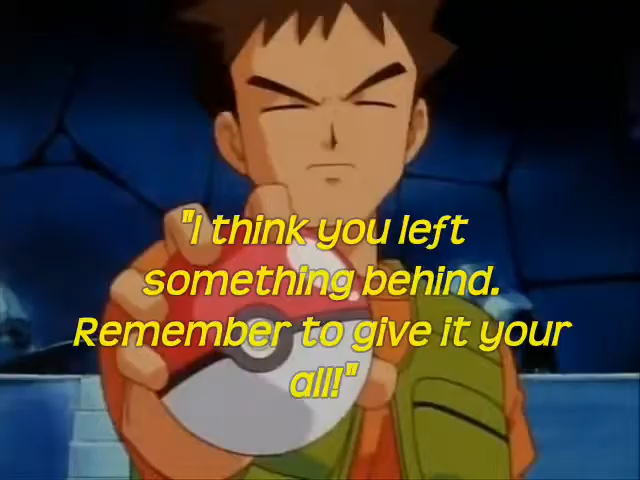 "I think you left
something behind.
Remember to give it your
all!"